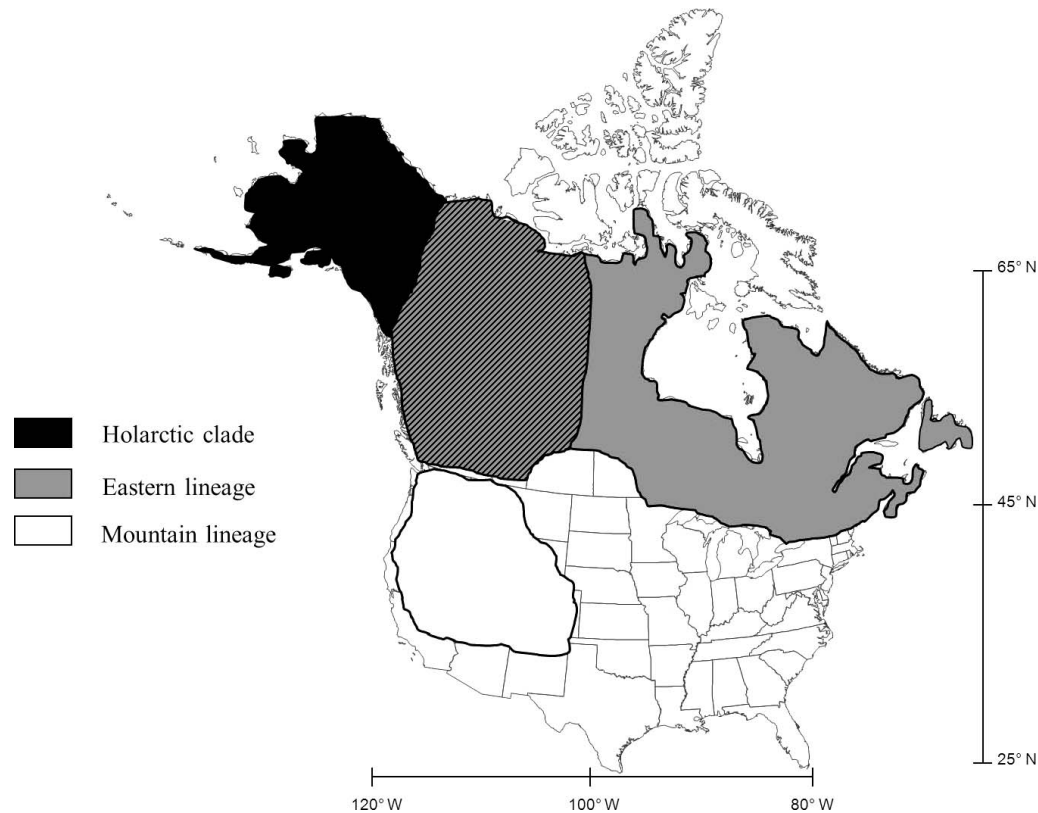 Holarctic clade
Eastern lineage
Mountain lineage
65° N
45° N
25° N
120° W
100° W
80° W